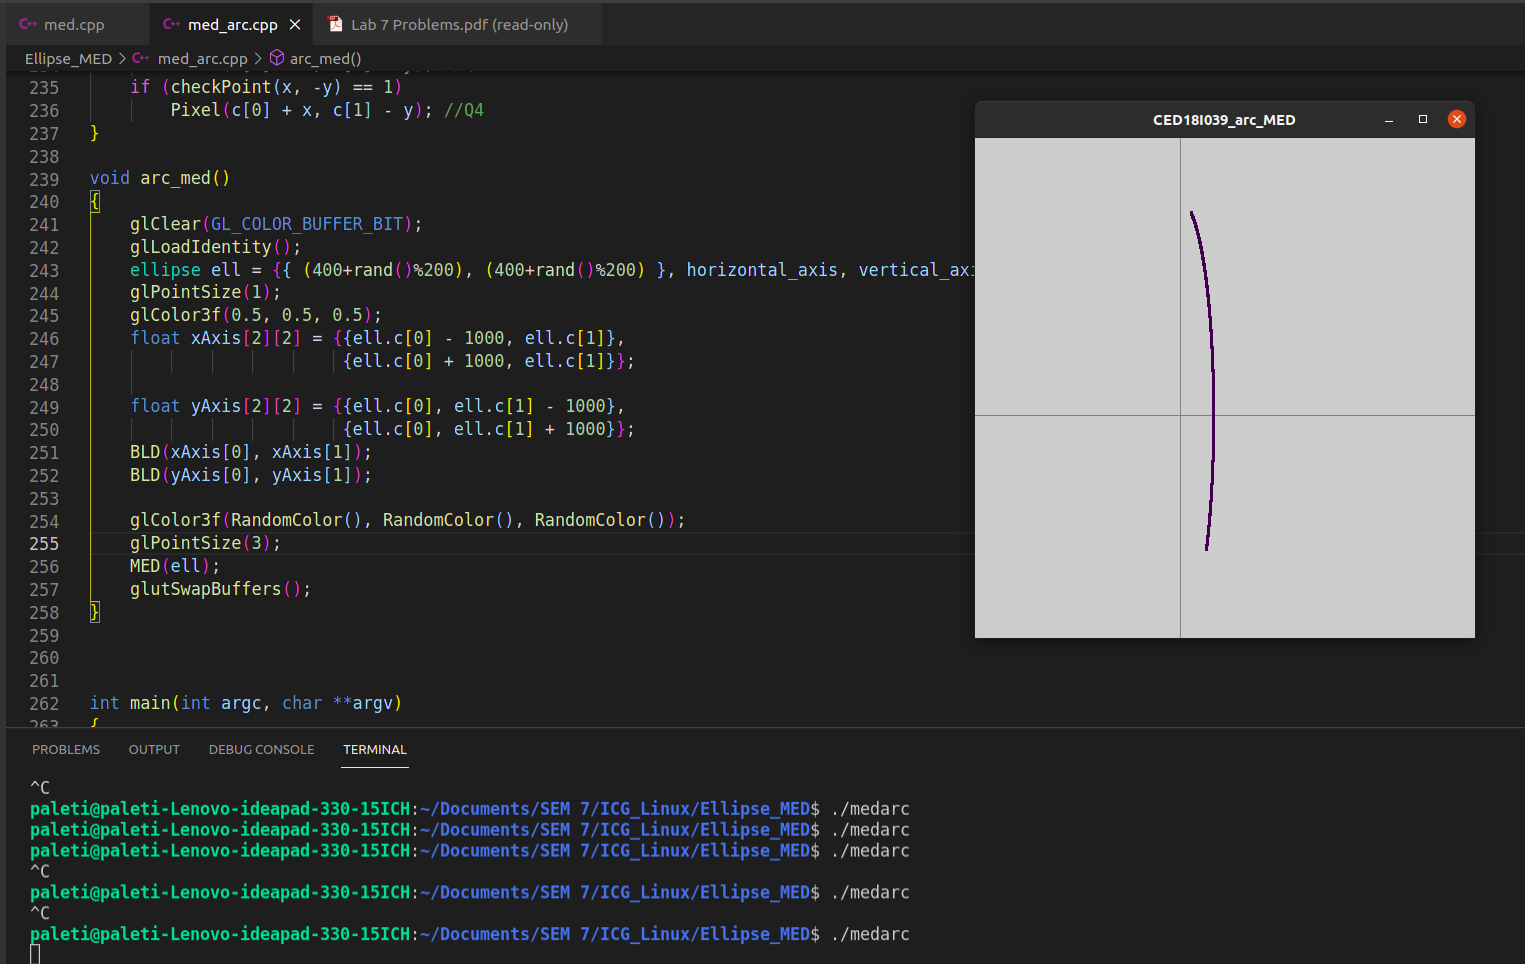 med.cpp med_arc.cpp Lab 7 Problems.pdf (read-only)
Ellipse_MED > med_arc.cpp > arc_med()
235 if (checkPoint(x, -y) == 1)
236 Pixel(c[0] + x, c[1] - y); //Q4
237 }
238
239 void arc_med()
240 {
241 glClear(GL_COLOR_BUFFER_BIT);
242 glLoadIdentity();
243 ellipse ell = {{ (400+rand()%200), (400+rand()%200) }, horizontal_axis, vertical_axi
244 glPointSize(1);
245 glColor3f(0.5, 0.5, 0.5);
246 float xAxis[2][2] = {{ell.c[0] - 1000, ell.c[1]},
247 {ell.c[0] + 1000, ell.c[1]}};
248
249 float yAxis[2][2] = {{ell.c[0], ell.c[1] - 1000},
250 {ell.c[0], ell.c[1] + 1000}};
251 BLD(xAxis[0], xAxis[1]);
252 BLD(yAxis[0], yAxis[1]);
253
254 glColor3f(RandomColor(), RandomColor(), RandomColor());
255 glPointSize(3);
256 MED(ell);
257 glutSwapBuffers();
258 }
259
260
261
262 int main(int argc, char **argv)
263 {
CED18I039_arc_MED
PROBLEMS OUTPUT DEBUG CONSOLE TERMINAL
^C
paleti@paleti-Lenovo-ideapad-330-15ICH:~/Documents/SEM 7/ICG_Linux/Ellipse_MED$ ./medarc
paleti@paleti-Lenovo-ideapad-330-15ICH:~/Documents/SEM 7/ICG_Linux/Ellipse_MED$ ./medarc
paleti@paleti-Lenovo-ideapad-330-15ICH:~/Documents/SEM 7/ICG_Linux/Ellipse_MED$ ./medarc
^C
paleti@paleti-Lenovo-ideapad-330-15ICH:~/Documents/SEM 7/ICG_Linux/Ellipse_MED$ ./medarc
^C
paleti@paleti-Lenovo-ideapad-330-15ICH:~/Documents/SEM 7/ICG_Linux/Ellipse_MED$ ./medarc